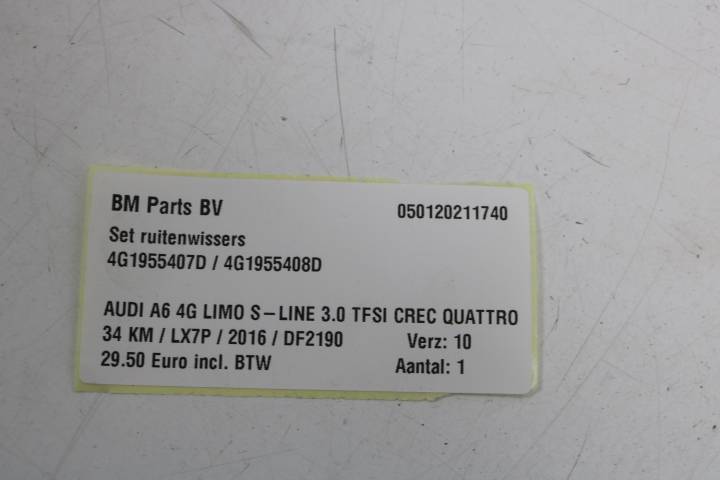 BM Parts BV 050120211740
Set ruitenwissers
4G1955407D / 4G1955408D
AUDI A6 4G LIMO S-LINE 3.0 TFSI CREC QUATTRO
34 KM / LX7P / 2016 / DF2190 Verz: 10
29.50 Euro incl. BTW Aantal: 1